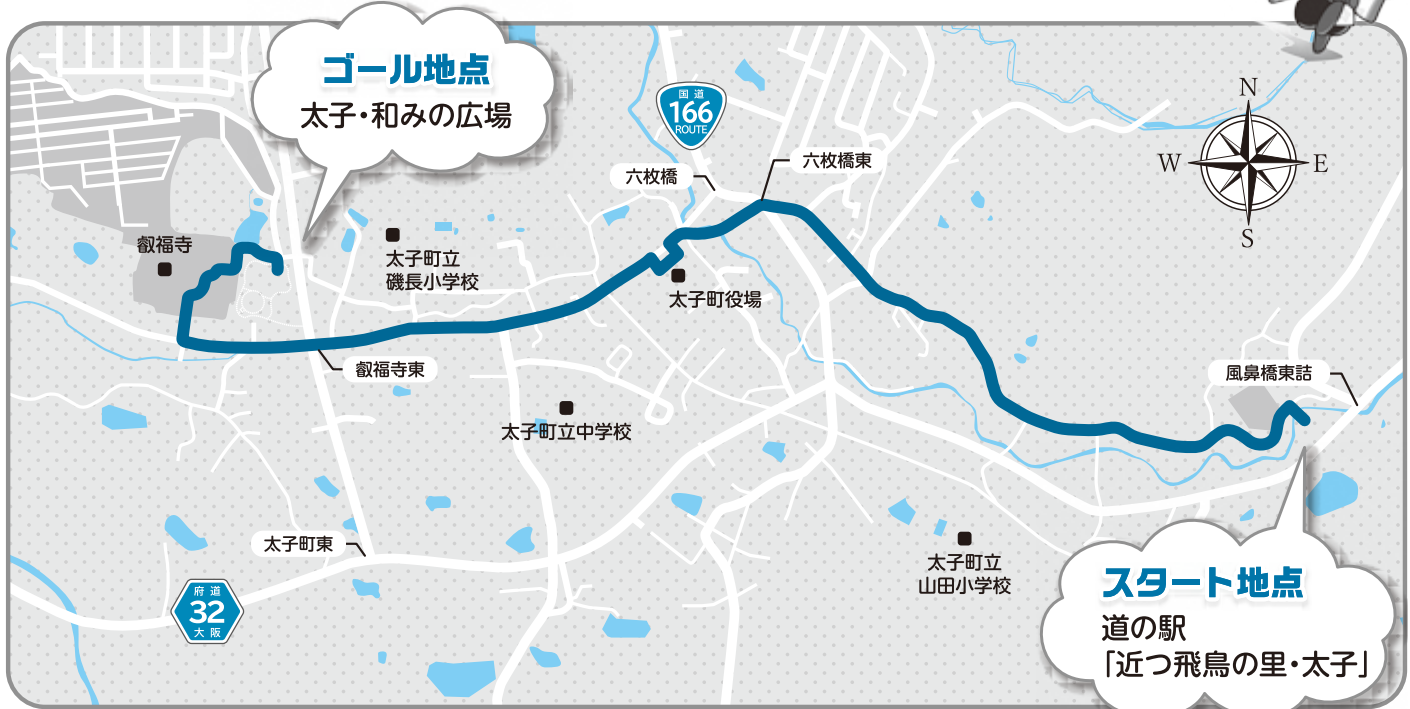 ゴール地点
太子・和みの広場
国道
166
ROUTE
六枚橋
六枚橋東
N
W
E
S
叡福寺
太子町立
磯長小学校
太子町役場
叡福寺東
風鼻橋東詰
太子町立中学校
太子町東
太子町立
山田小学校
府道
32
大阪
スタート地点
道の駅
「近つ飛鳥の里・太子」